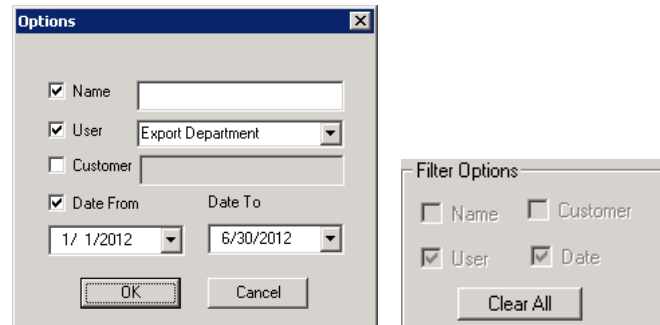 Options
Name
User Export Department
Customer
Date From Date To
1/ 1/2012 6/30/2012
OK Cancel
Filter Options
Name Customer
User Date
Clear All